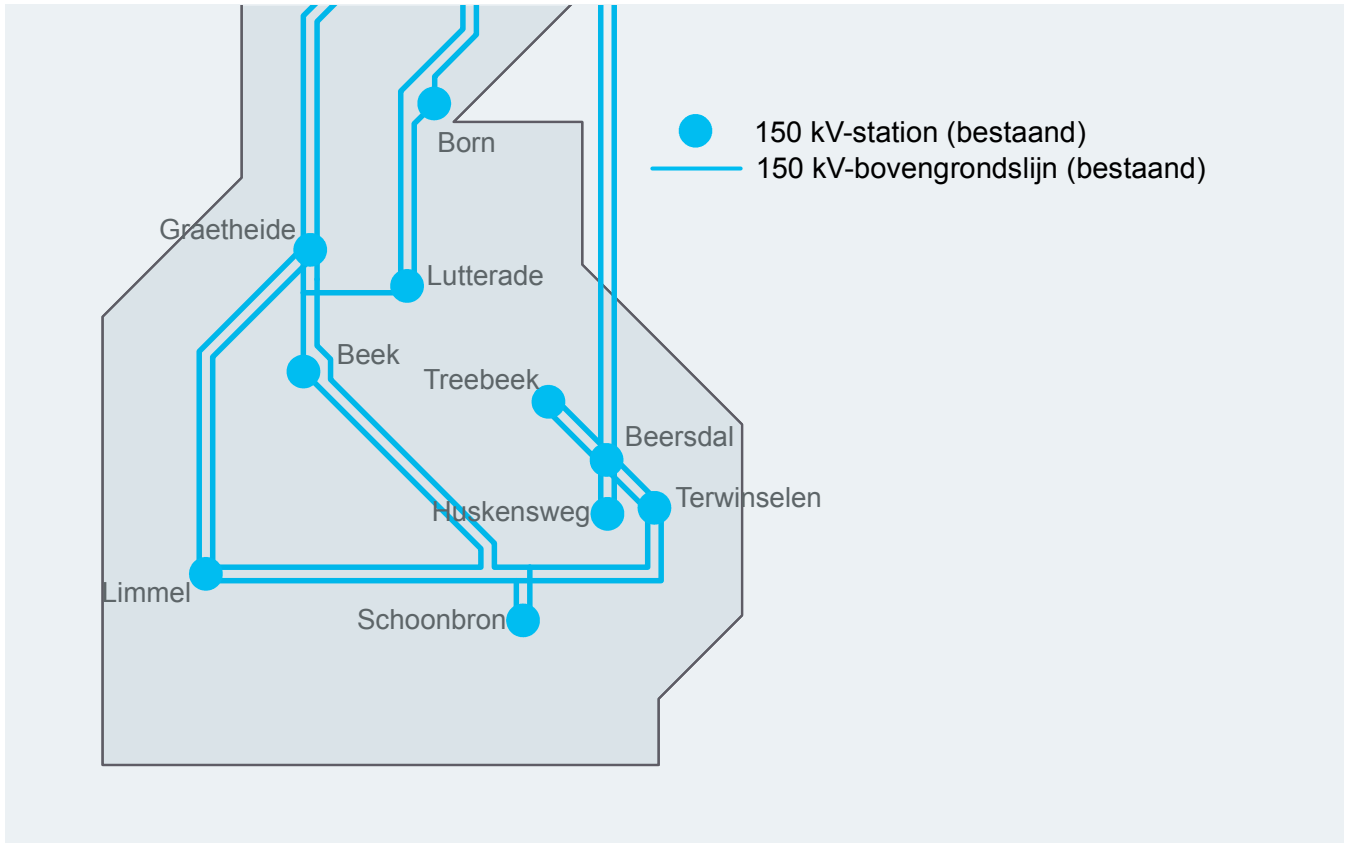 Born
150 kV-station (bestaand)
150 kV-bovengrondslijn (bestaand)
Graetheide
Lutterade
Beek
Treebeek
Beersdal
Huskensweg
Terwinselen
Limmel
Schoonbron